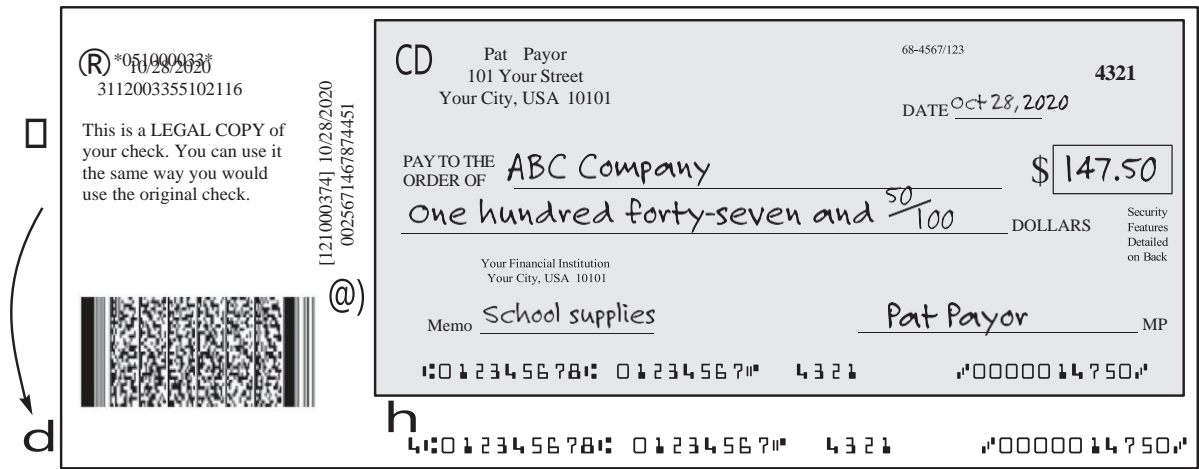 ® *051000033*
10/28/2020
3112003355102116
This is a LEGAL COPY of
your check. You can use it
the same way you would
use the original check.
[121000374] 10/28/2020
0025671467874451
@)
d
CD
Pat Payor
101 Your Street
Your City, USA 10101
68-4567/123
4321
DATE Oct 28, 2020
PAY TO THE
ORDER OF ABC Company
$ 147.50
One hundred forty-seven and 50/100 DOLLARS
Security
Features
Detailed
on Back
Your Financial Institution
Your City, USA 10101
Memo School supplies
Pat Payor MP
⑆012345678⑆ 01234567⑈ 4321 ⑇0000014750⑇
h
4⑆012345678⑆ 01234567⑈ 4321 ⑇0000014750⑇